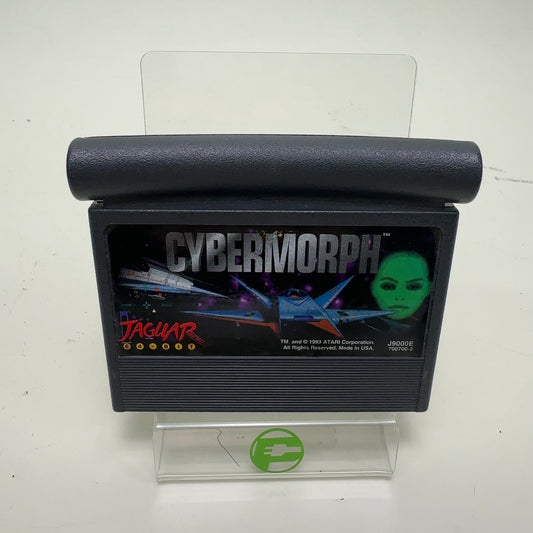 CYBERMORPH™
JAGUAR
64-BIT
TM and © 1993 ATARI Corporation.
All Rights Reserved. Made in USA.
J9000E
700700-2